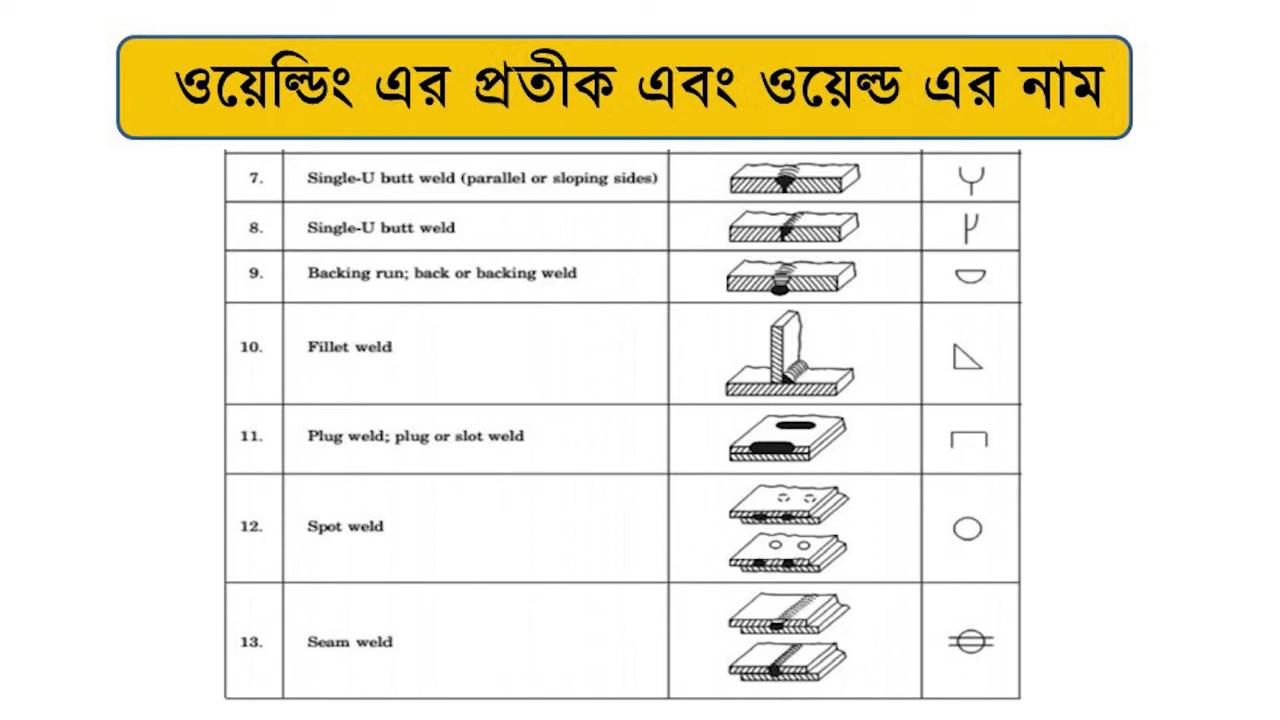 ওয়েল্ডিং এর প্রতীক এবং ওয়েল্ড এর নাম
7. Single-U butt weld (parallel or sloping sides)
8. Single-U butt weld
9. Backing run; back or backing weld
10. Fillet weld
11. Plug weld; plug or slot weld
12. Spot weld
13. Seam weld